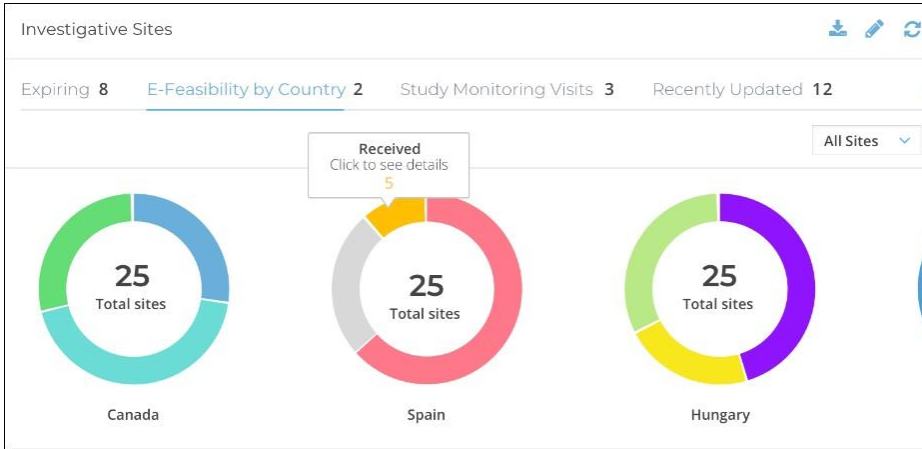 Investigative Sites
Expiring 8 E-Feasibility by Country 2 Study Monitoring Visits 3 Recently Updated 12
All Sites
Received
Click to see details
5
25
Total sites
Canada
25
Total sites
Spain
25
Total sites
Hungary